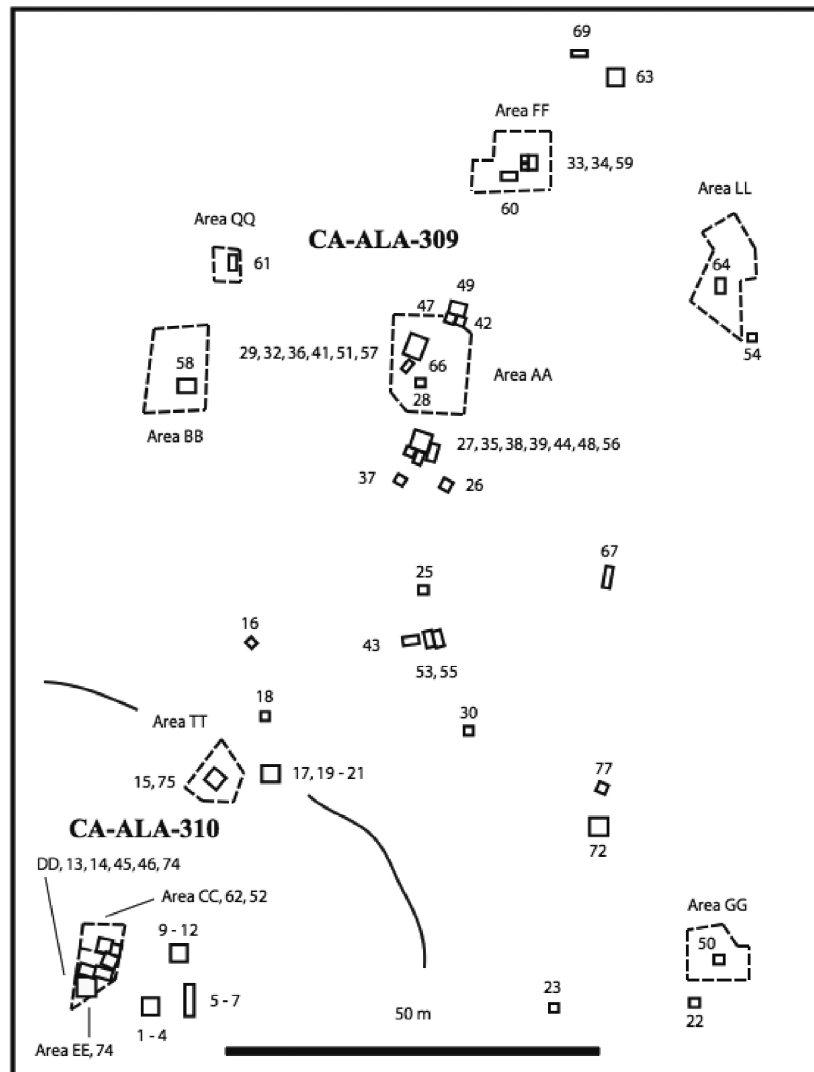 69
63
Area FF
33, 34, 59
60
Area LL
Area QQ
CA-ALA-309
61
64
49
47
42
54
29, 32, 36, 41, 51, 57
66
58
28
Area AA
Area BB
27, 35, 38, 39, 44, 48, 56
37
26
67
25
16
43
53, 55
18
Area TT
30
15, 75
17, 19 - 21
77
CA-ALA-310
72
DD, 13, 14, 45, 46, 74
Area CC, 62, 52
Area GG
9 - 12
50
5 - 7
23
50 m
22
1 - 4
Area EE, 74